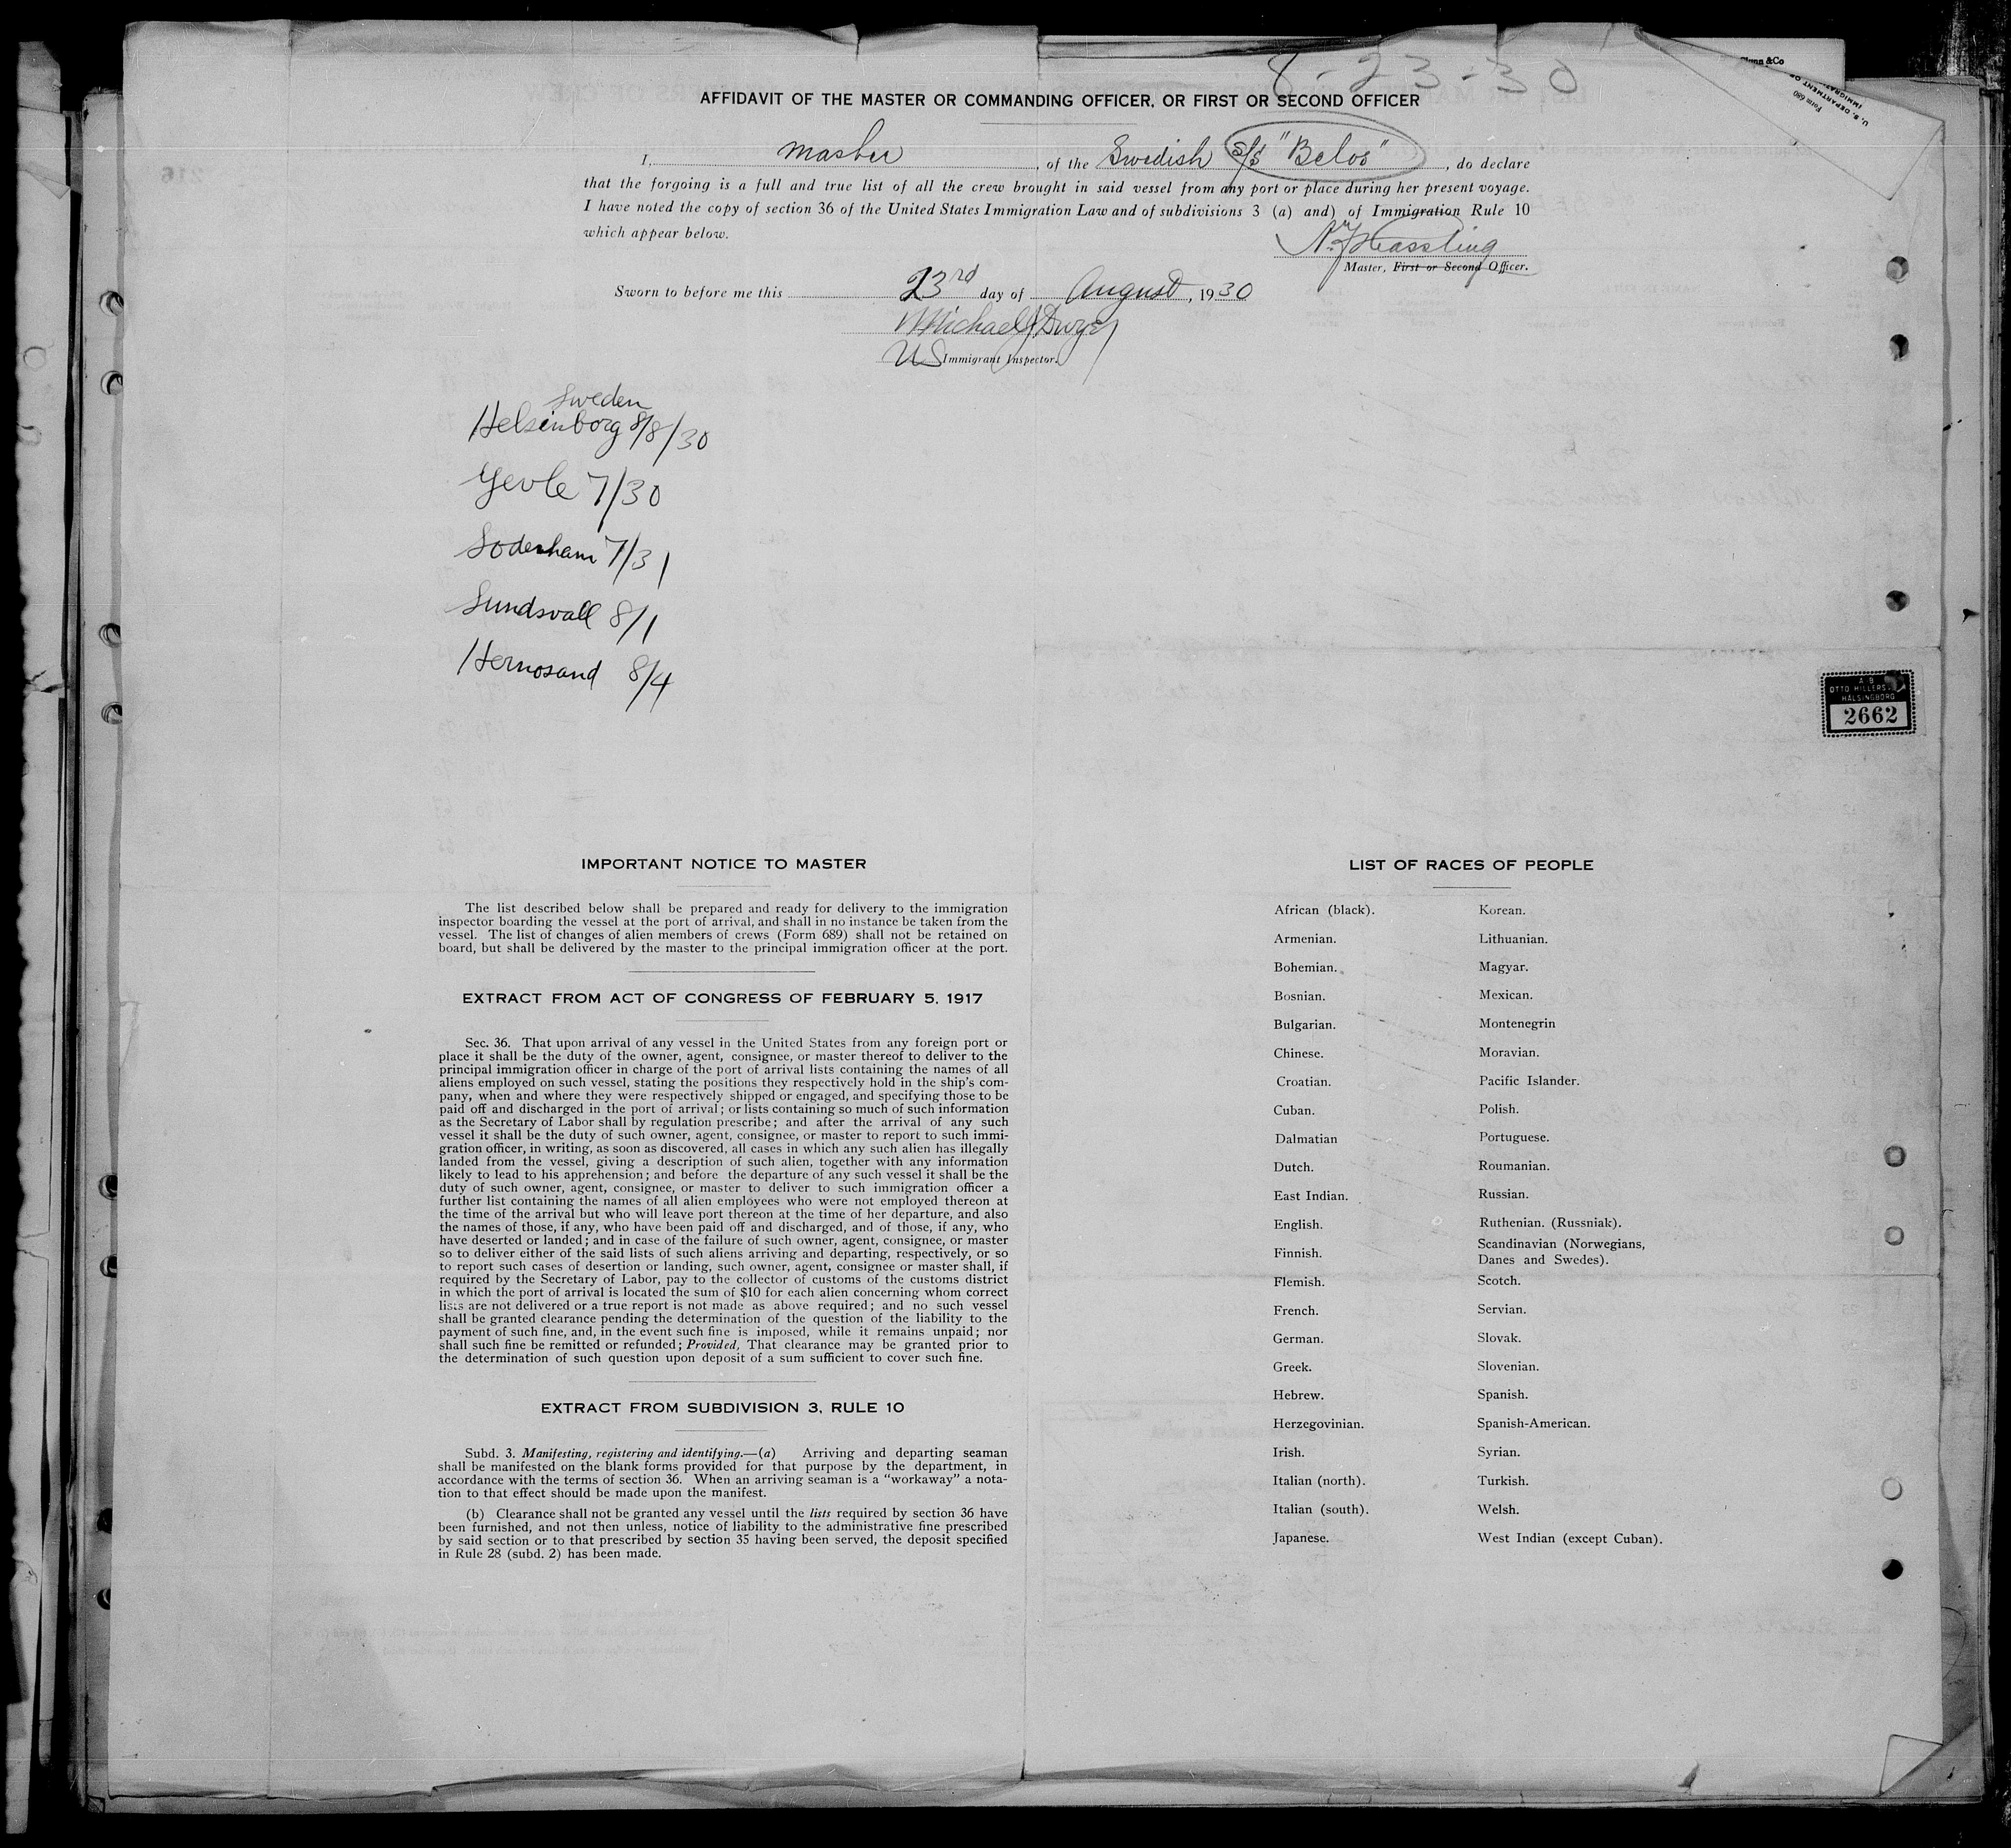 8-23-30
AFFIDAVIT OF THE MASTER OR COMMANDING OFFICER, OR FIRST OR SECOND OFFICER
I, master, of the Swedish s/s "Belos", do declare
that the forgoing is a full and true list of all the crew brought in said vessel from any port or place during her present voyage.
I have noted the copy of section 36 of the United States Immigration Law and of subdivisions 3 (a) and) of Immigration Rule 10
which appear below.
Master, First or Second Officer.
Sworn to before me this 23rd day of August, 1930
Michael J Dwyer
US Immigrant Inspector.
Sweden
Helsinborg 8/8/30
Gevle 7/30
Soderham 7/31
Sundsvall 8/1
Hernosand 8/4
A B
OTTO HILLERS
HÄLSINGBORG
2662
&Co
U. S. DEPARTMENT OF
Form 680
IMPORTANT NOTICE TO MASTER
The list described below shall be prepared and ready for delivery to the immigration
inspector boarding the vessel at the port of arrival, and shall in no instance be taken from the
vessel. The list of changes of alien members of crews (Form 689) shall not be retained on
board, but shall be delivered by the master to the principal immigration officer at the port.
EXTRACT FROM ACT OF CONGRESS OF FEBRUARY 5, 1917
Sec. 36. That upon arrival of any vessel in the United States from any foreign port or
place it shall be the duty of the owner, agent, consignee, or master thereof to deliver to the
principal immigration officer in charge of the port of arrival lists containing the names of all
aliens employed on such vessel, stating the positions they respectively hold in the ship's com-
pany, when and where they were respectively shipped or engaged, and specifying those to be
paid off and discharged in the port of arrival; or lists containing so much of such information
as the Secretary of Labor shall by regulation prescribe; and after the arrival of any such
vessel it shall be the duty of such owner, agent, consignee, or master to report to such immi-
gration officer, in writing, as soon as discovered, all cases in which any such alien has illegally
landed from the vessel, giving a description of such alien, together with any information
likely to lead to his apprehension; and before the departure of any such vessel it shall be the
duty of such owner, agent, consignee, or master to deliver to such immigration officer a
further list containing the names of all alien employees who were not employed thereon at
the time of the arrival but who will leave port thereon at the time of her departure, and also
the names of those, if any, who have been paid off and discharged, and of those, if any, who
have deserted or landed; and in case of the failure of such owner, agent, consignee, or master
so to deliver either of the said lists of such aliens arriving and departing, respectively, or so
to report such cases of desertion or landing, such owner, agent, consignee or master shall, if
required by the Secretary of Labor, pay to the collector of customs of the customs district
in which the port of arrival is located the sum of $10 for each alien concerning whom correct
lists are not delivered or a true report is not made as above required; and no such vessel
shall be granted clearance pending the determination of the question of the liability to the
payment of such fine, and, in the event such fine is imposed, while it remains unpaid; nor
shall such fine be remitted or refunded; Provided, That clearance may be granted prior to
the determination of such question upon deposit of a sum sufficient to cover such fine.
EXTRACT FROM SUBDIVISION 3, RULE 10
Subd. 3. Manifesting, registering and identifying.—(a) Arriving and departing seaman
shall be manifested on the blank forms provided for that purpose by the department, in
accordance with the terms of section 36. When an arriving seaman is a "workaway" a nota-
tion to that effect should be made upon the manifest.
(b) Clearance shall not be granted any vessel until the lists required by section 36 have
been furnished, and not then unless, notice of liability to the administrative fine prescribed
by said section or to that prescribed by section 35 having been served, the deposit specified
in Rule 28 (subd. 2) has been made.
LIST OF RACES OF PEOPLE
African (black).
Armenian.
Bohemian.
Bosnian.
Bulgarian.
Chinese.
Croatian.
Cuban.
Dalmatian
Dutch.
East Indian.
English.
Finnish.
Flemish.
French.
German.
Greek.
Hebrew.
Herzegovinian.
Irish.
Italian (north).
Italian (south).
Japanese.
Korean.
Lithuanian.
Magyar.
Mexican.
Montenegrin
Moravian.
Pacific Islander.
Polish.
Portuguese.
Roumanian.
Russian.
Ruthenian. (Russniak).
Scandinavian (Norwegians,
Danes and Swedes).
Scotch.
Servian.
Slovak.
Slovenian.
Spanish.
Spanish-American.
Syrian.
Turkish.
Welsh.
West Indian (except Cuban).